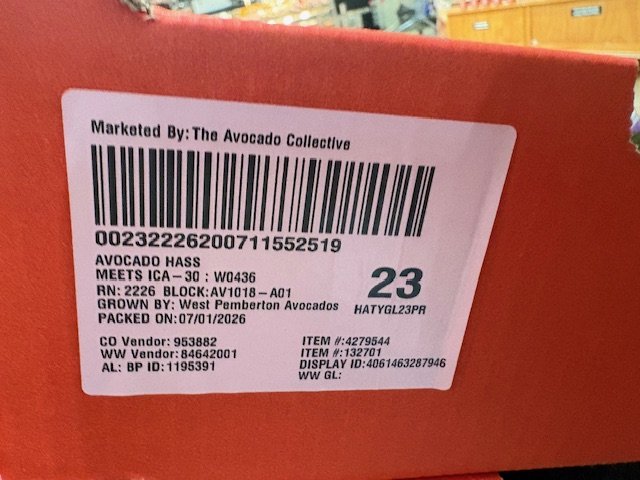 Marketed By: The Avocado Collective
00232226200711552519
AVOCADO HASS
MEETS ICA-30 : W0436
RN: 2226 BLOCK:AV1018-A01
GROWN BY: West Pemberton Avocados
PACKED ON:07/01/2026
23
HATYGL23PR
CO Vendor: 953882
WW Vendor: 84642001
AL: BP ID:1195391
ITEM #:4279544
ITEM #:132701
DISPLAY ID:4061463287946
WW GL: